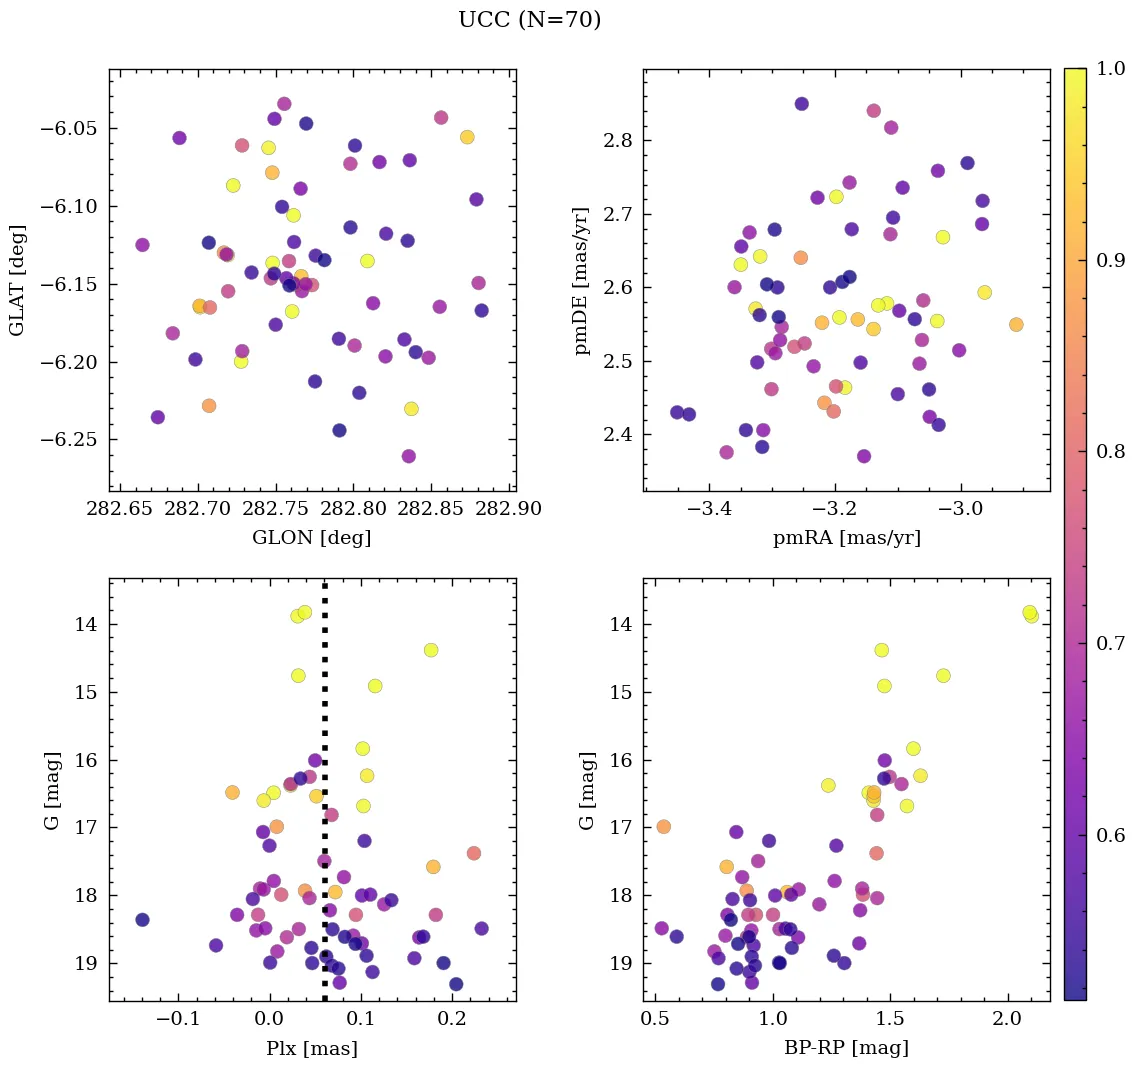 UCC (N=70)
−6.05
−6.10
−6.15
−6.20
−6.25
GLAT [deg]
282.65 282.70 282.75 282.80 282.85 282.90
GLON [deg]
2.8
2.7
2.6
2.5
2.4
pmDE [mas/yr]
−3.4 −3.2 −3.0
pmRA [mas/yr]
1.0
0.9
0.8
0.7
0.6
14
15
16
17
18
19
G [mag]
−0.1 0.0 0.1 0.2
Plx [mas]
14
15
16
17
18
19
G [mag]
0.5 1.0 1.5 2.0
BP-RP [mag]